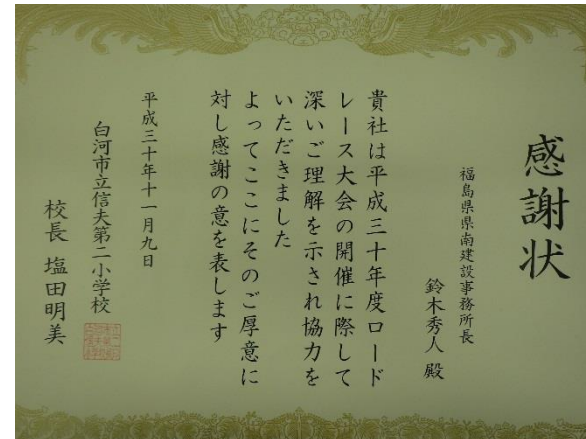 感謝状
福島県県南建設事務所長
鈴木秀人 殿
貴社は平成三十年度ロード
レース大会の開催に際して
深いご理解を示され協力を
いただきました
よってここにそのご厚意に
対し感謝の意を表します
平成三十年十一月九日
白河市立信夫第二小学校
校長 塩田明美